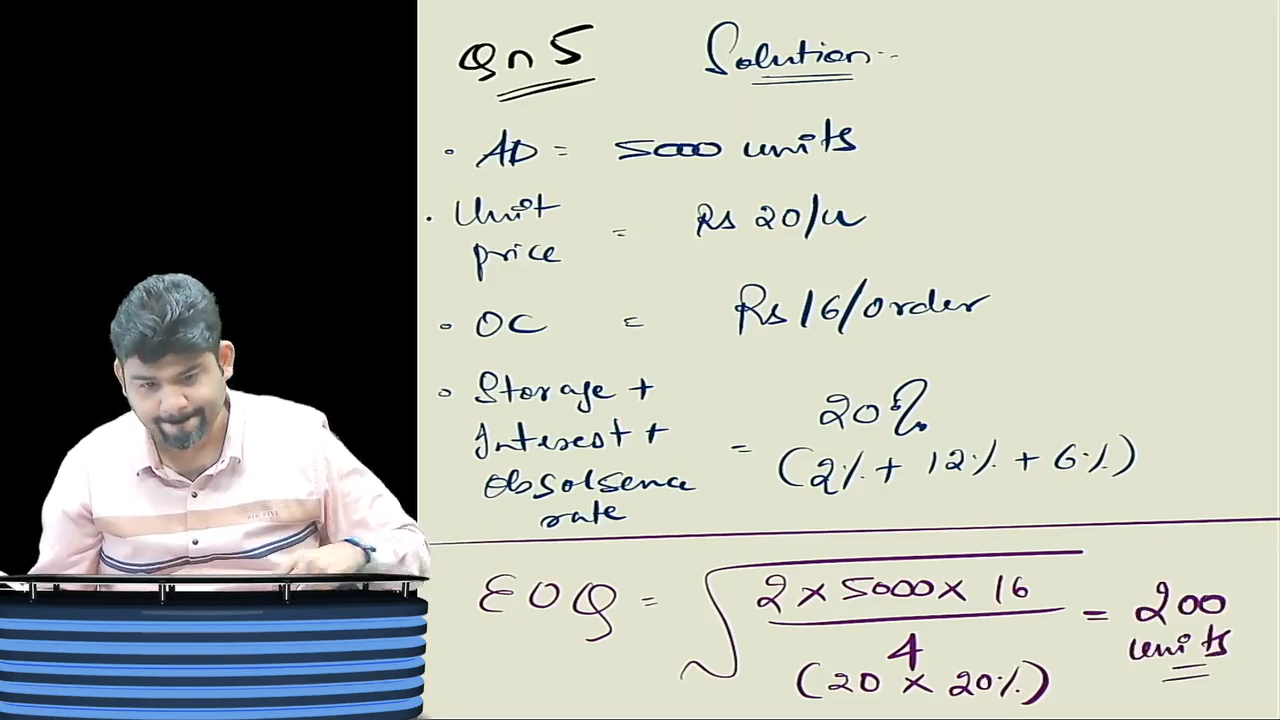 Qn 5 Solution:-
• AD = 5000 units
• Unit price = Rs 20/u
• OC = Rs 16/order
• Storage + Interest + obsolsence rate = 20%
(2% + 12% + 6%)
EOQ = √ 2 × 5000 × 16 = 200 units
4
(20 × 20%)